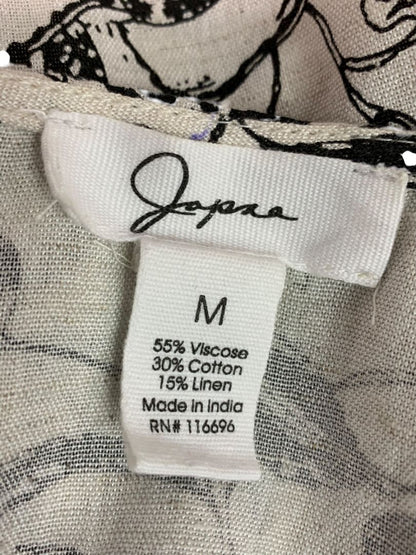 Japna
M
55% Viscose
30% Cotton
15% Linen
Made in India
RN# 116696